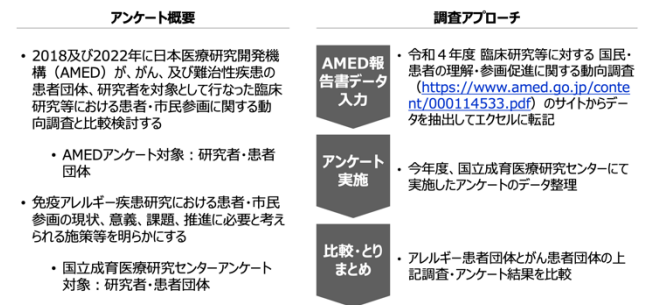 アンケート概要
・2018及び2022年に日本医療研究開発機
構（AMED）が、がん、及び難治性疾患の
患者団体、研究者を対象として行なった臨床
研究等における患者・市民参画に関する動
向調査と比較検討する
・AMEDアンケート対象：研究者・患者
団体
・免疫アレルギー疾患研究における患者・市民
参画の現状、意義、課題、推進に必要と考え
られる施策等を明らかにする
・国立成育医療研究センターアンケート
対象：研究者・患者団体
調査アプローチ
AMED報
告書データ
入力
・令和４年度 臨床研究等に対する 国民・
患者の理解・参画促進に関する動向調査
（https://www.amed.go.jp/conte
nt/000114533.pdf）のサイトからデー
タを抽出してエクセルに転記
アンケート
実施
・今年度、国立成育医療研究センターにて
実施したアンケートのデータ整理
比較・とり
まとめ
・アレルギー患者団体とがん患者団体の上
記調査・アンケート結果を比較